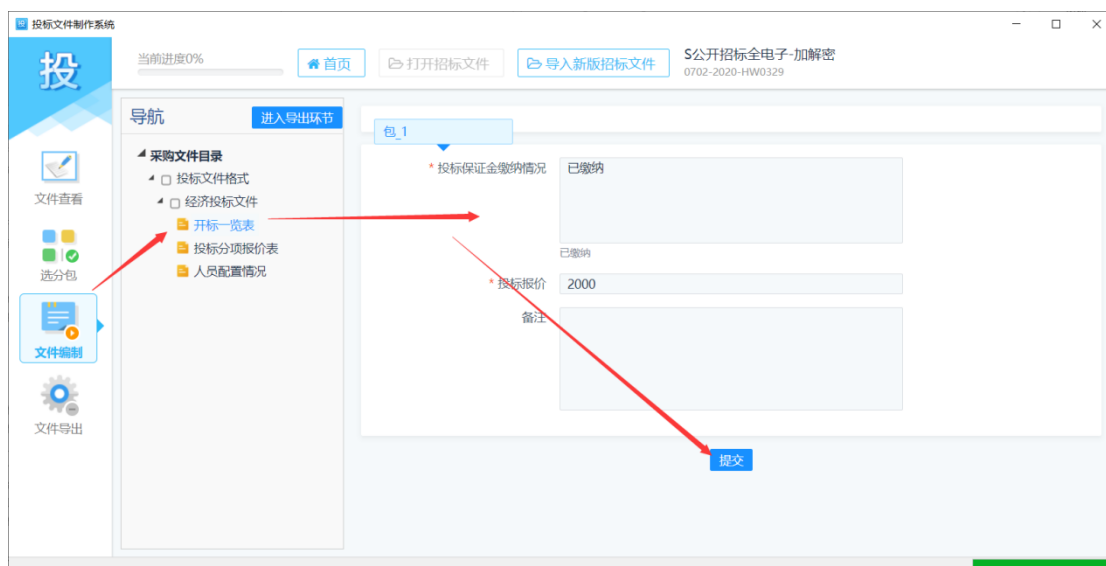 投标文件制作系统
投
当前进度0%
首页
打开招标文件
导入新版招标文件
S公开招标全电子-加解密
0702-2020-HW0329
文件查看
选分包
文件编制
文件导出
导航
进入导出环节
采购文件目录
投标文件格式
经济投标文件
开标一览表
投标分项报价表
人员配置情况
包_1
* 投标保证金缴纳情况
已缴纳
已缴纳
* 投标报价
2000
备注
提交